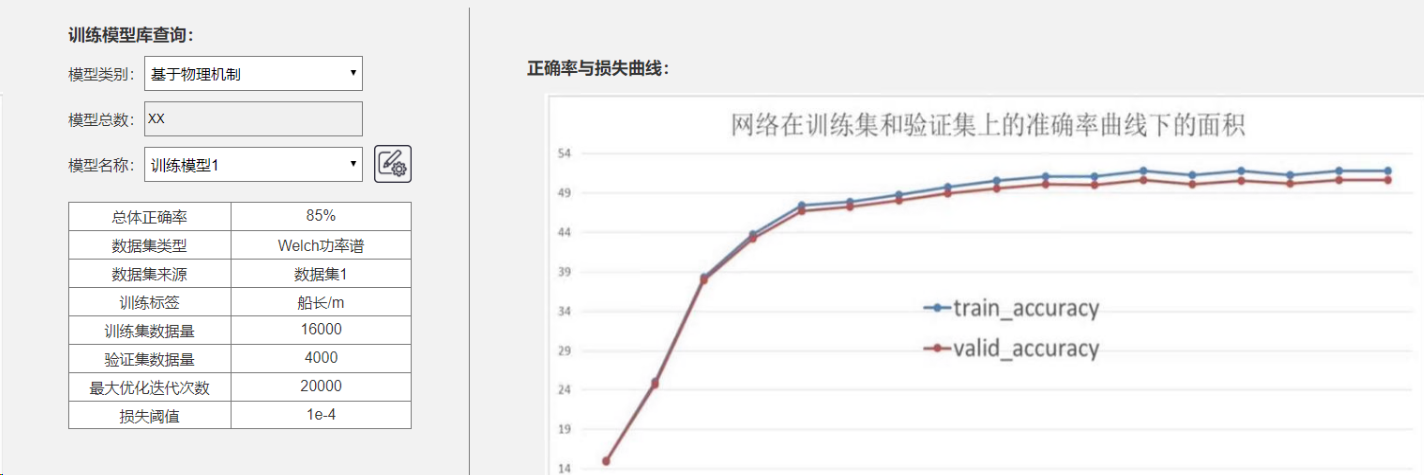 训练模型库查询：
模型类别： 基于物理机制
模型总数： XX
模型名称： 训练模型1
总体正确率 85%
数据集类型 Welch功率谱
数据集来源 数据集1
训练标签 船长/m
训练集数据量 16000
验证集数据量 4000
最大优化迭代次数 20000
损失阈值 1e-4
正确率与损失曲线：
网络在训练集和验证集上的准确率曲线下的面积
54
49
44
39
34
29
24
19
14
train_accuracy
valid_accuracy